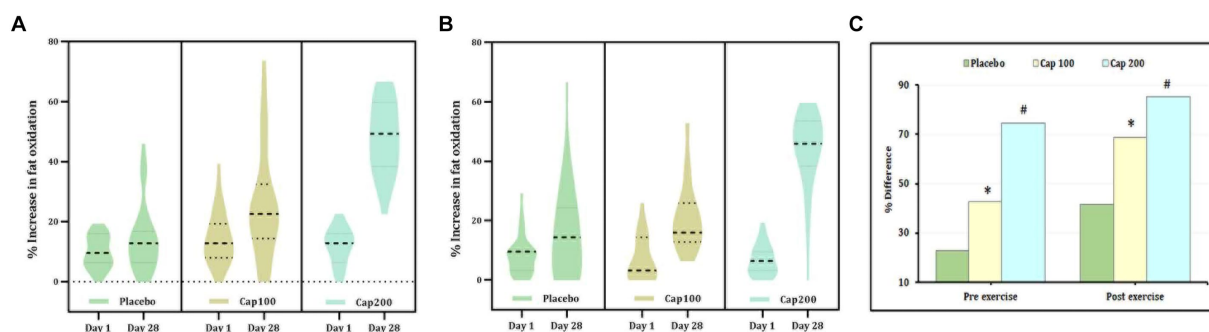 A
% Increase in fat oxidation
80
60
40
20
0
Placebo
Cap100
Cap200
Day 1 Day 28 Day 1 Day 28 Day 1 Day 28
B
% Increase in fat oxidation
80
60
40
20
0
Placebo
Cap100
Cap200
Day 1 Day 28 Day 1 Day 28 Day 1 Day 28
C
Placebo Cap 100 Cap 200
% Difference
90
70
50
30
10
* #
* #
Pre exercise Post exercise